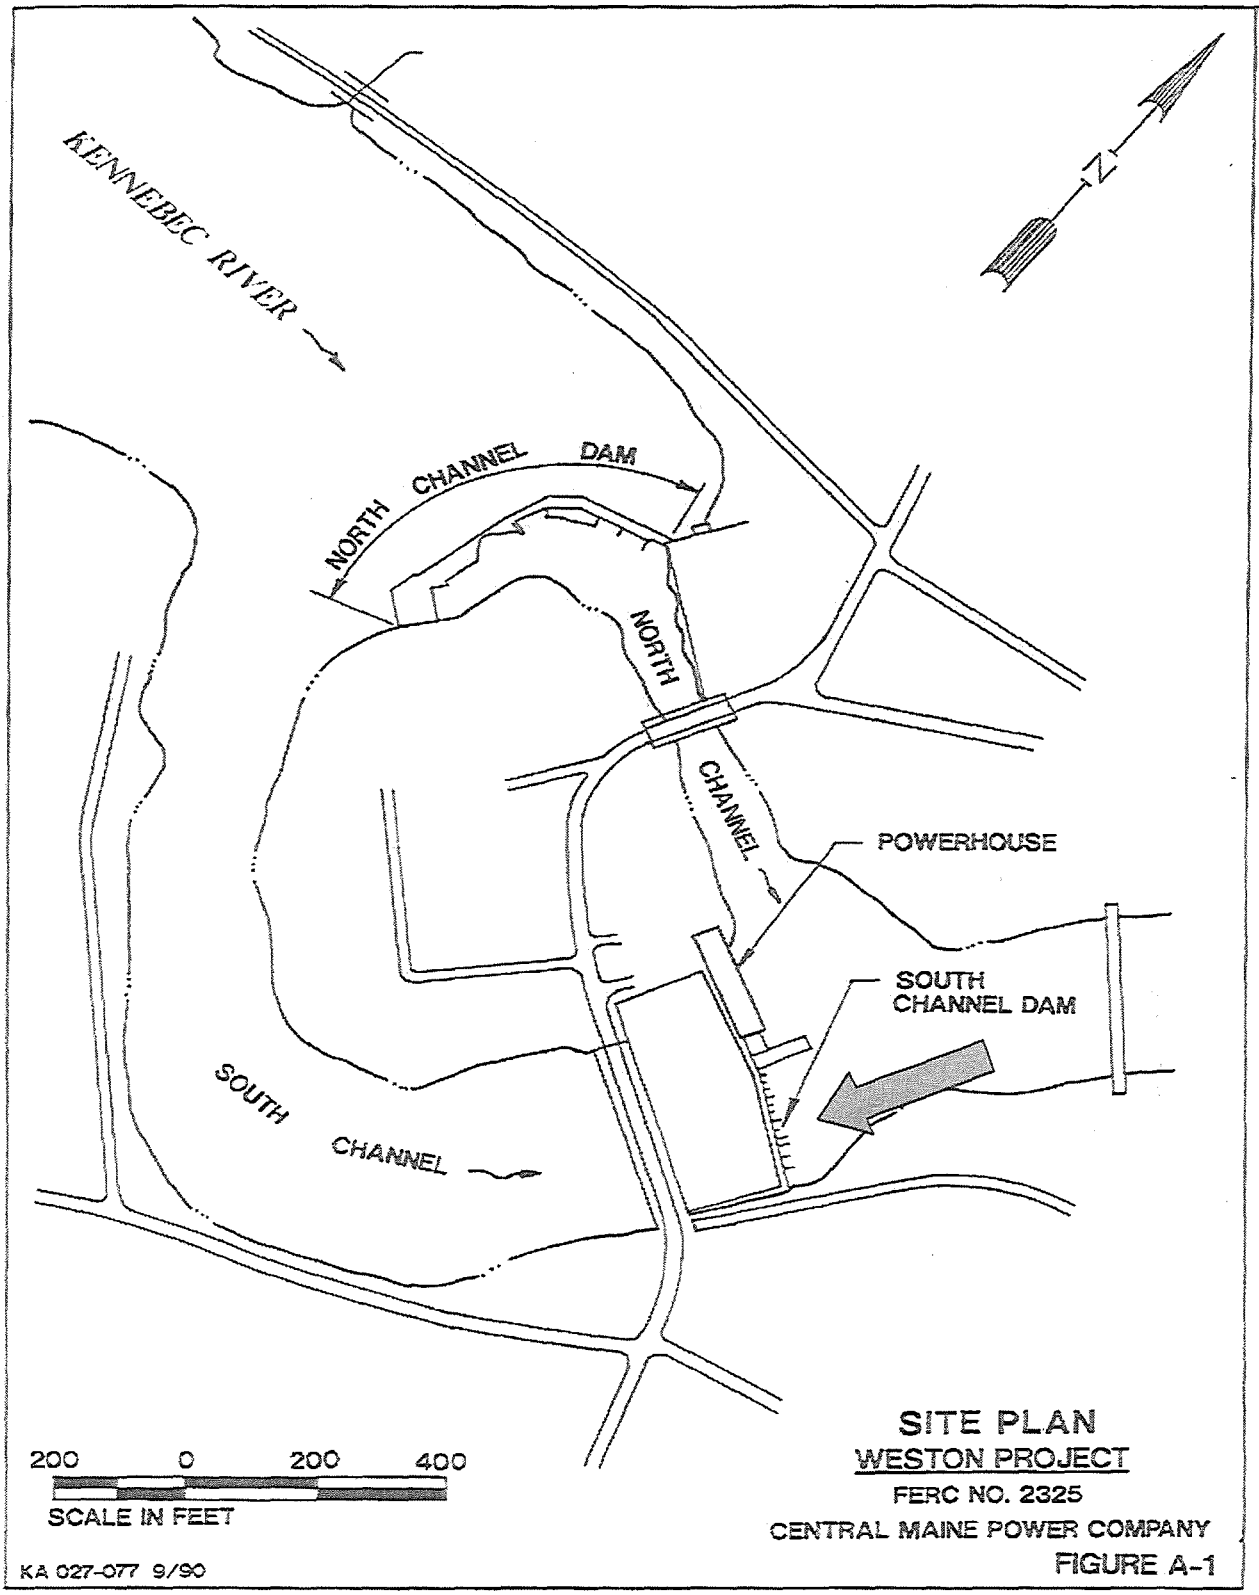 KENNEBEC RIVER
N
NORTH CHANNEL DAM
NORTH
CHANNEL
POWERHOUSE
SOUTH
CHANNEL DAM
SOUTH
CHANNEL
200 0 200 400
SCALE IN FEET
SITE PLAN
WESTON PROJECT
FERC NO. 2325
CENTRAL MAINE POWER COMPANY
FIGURE A-1
KA 027-077 9/90